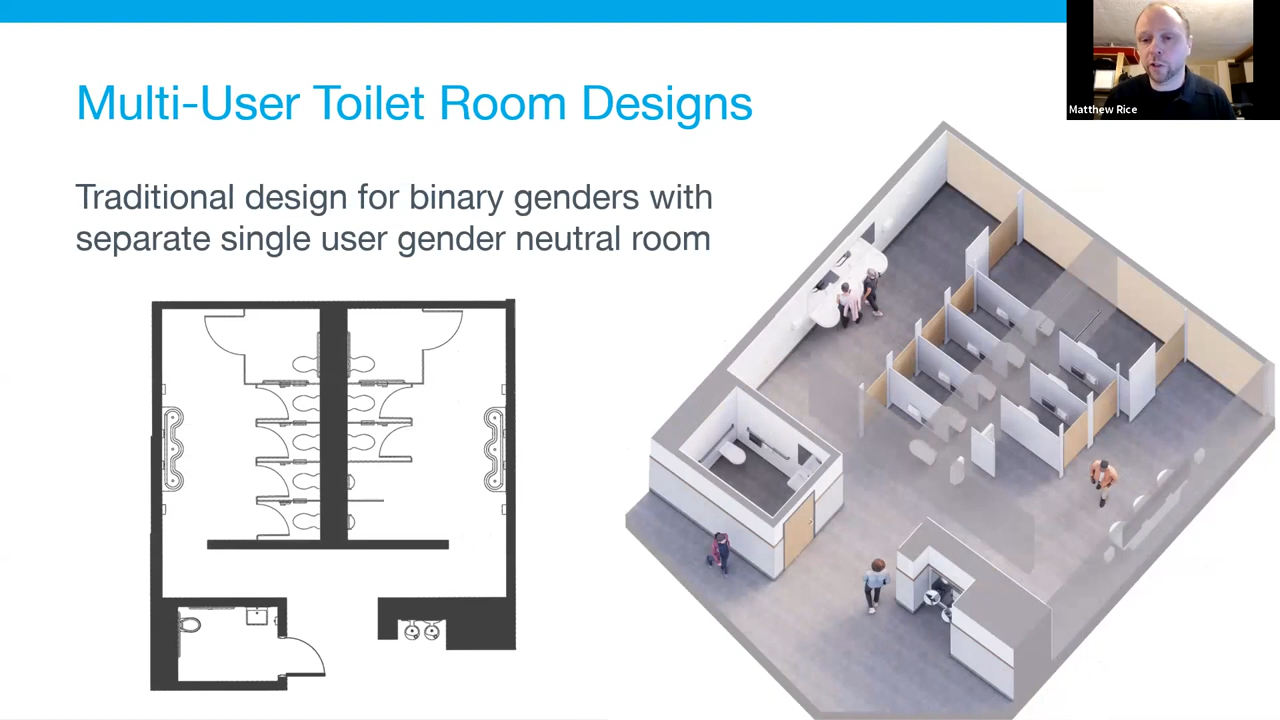 Multi-User Toilet Room Designs
Traditional design for binary genders with
separate single user gender neutral room
Matthew Rice